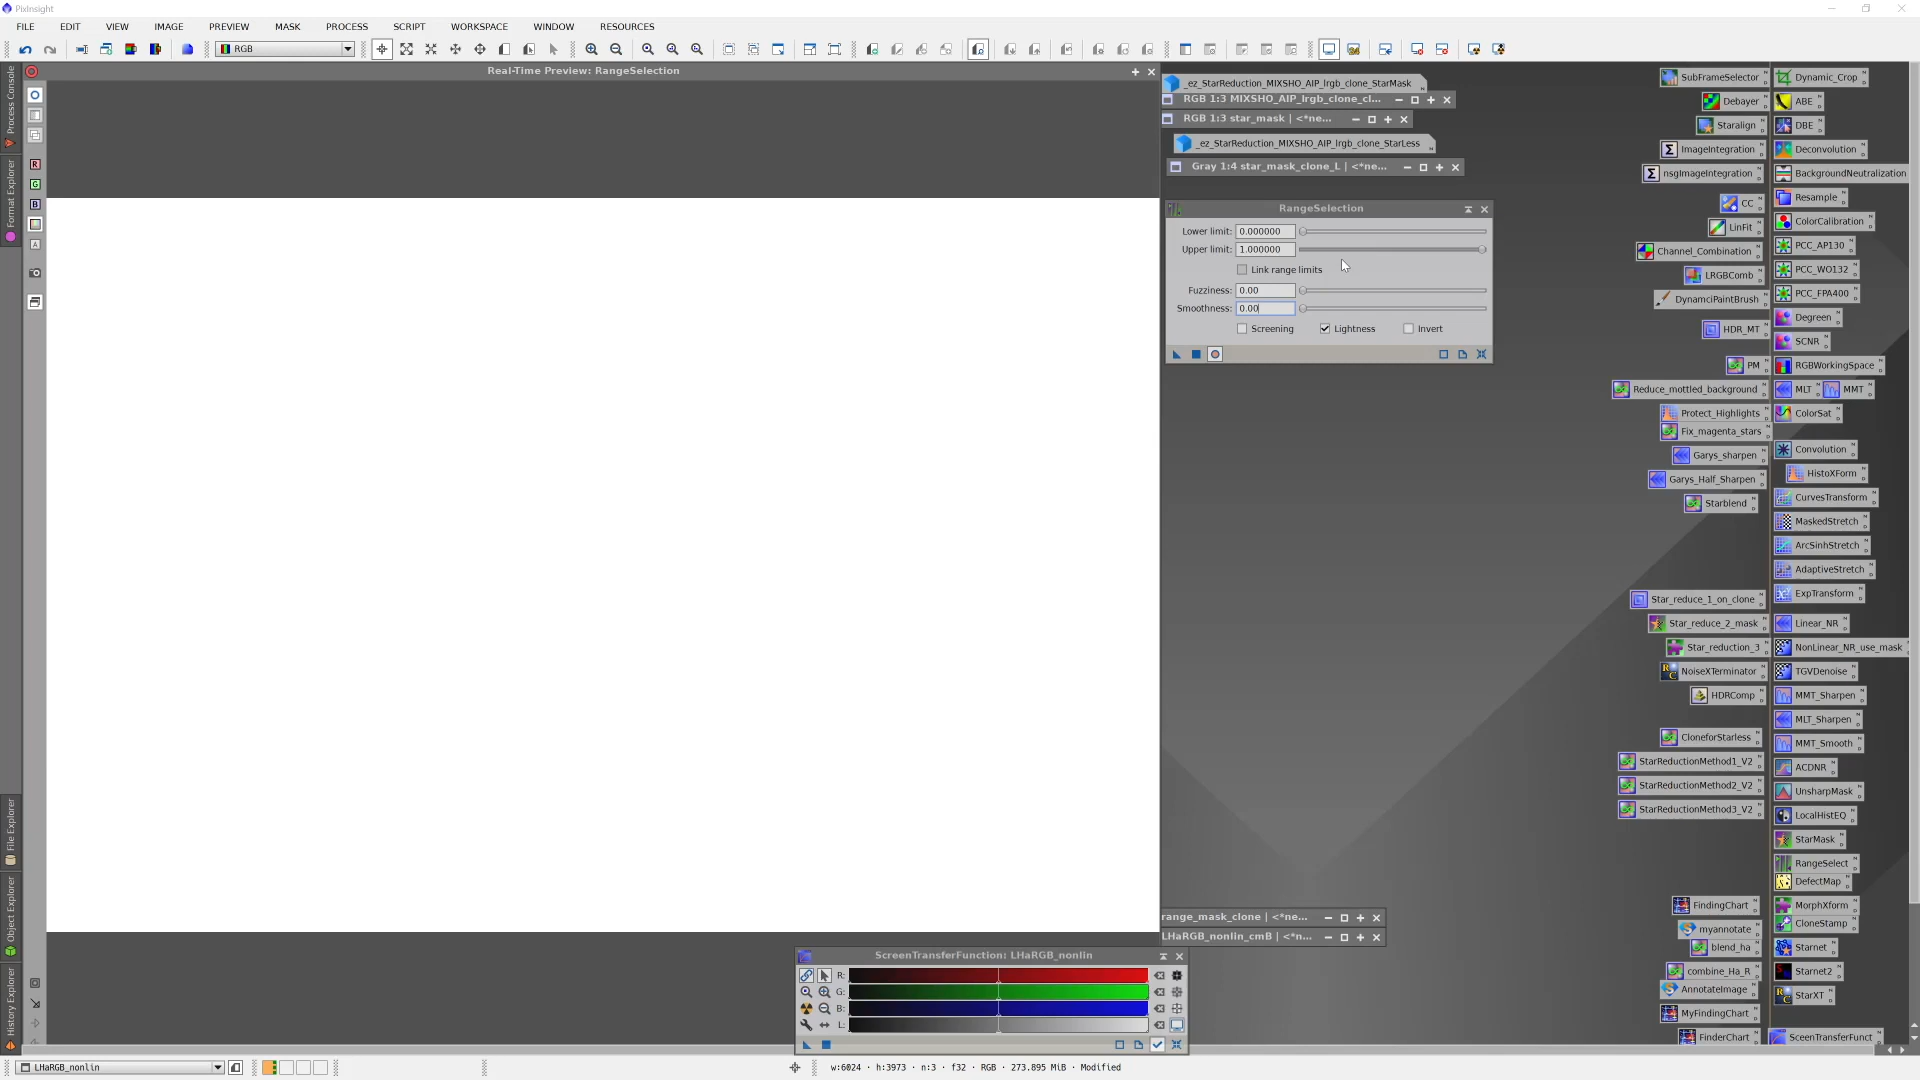 PixInsight
FILE EDIT VIEW IMAGE PREVIEW MASK PROCESS SCRIPT WORKSPACE WINDOW RESOURCES
RGB
Real-Time Preview: RangeSelection
Process Console
Format Explorer
File Explorer
Object Explorer
History Explorer
R
G
B
A
_ez_StarReduction_MIXSHO_AIP_lrgb_clone_StarMask
RGB 1:3 MIXSHO_AIP_lrgb_clone_cl...
RGB 1:3 star_mask | <*ne...
_ez_StarReduction_MIXSHO_AIP_lrgb_clone_StarLess
Gray 1:4 star_mask_clone_L | <*ne...
RangeSelection
Lower limit: 0.000000
Upper limit: 1.000000
Link range limits
Fuzziness: 0.00
Smoothness: 0.00
Screening Lightness Invert
SubFrameSelector
Debayer
Staralign
ImageIntegration
nsgImageIntegration
CC
LinFit
Channel_Combination
LRGBComb
DynamciPaintBrush
HDR_MT
PM
Reduce_mottled_background
Protect_Highlights
Fix_magenta_stars
Garys_sharpen
Garys_Half_Sharpen
Starblend
Star_reduce_1_on_clone
Star_reduce_2_mask
Star_reduction_3
NoiseXTerminator
HDRComp
CloneforStarless
StarReductionMethod1_V2
StarReductionMethod2_V2
StarReductionMethod3_V2
FindingChart
myannotate
blend_ha
combine_Ha_R
AnnotateImage
MyFindingChart
FinderChart
Dynamic_Crop
ABE
DBE
Deconvolution
BackgroundNeutralization
Resample
ColorCalibration
PCC_AP130
PCC_WO132
PCC_FPA400
Degreen
SCNR
RGBWorkingSpace
MLT MMT
ColorSat
Convolution
HistoXForm
CurvesTransform
MaskedStretch
ArcSinhStretch
AdaptiveStretch
ExpTransform
Linear_NR
NonLinear_NR_use_mask
TGVDenoise
MMT_Sharpen
MLT_Sharpen
MMT_Smooth
ACDNR
UnsharpMask
LocalHistEQ
StarMask
RangeSelect
DefectMap
MorphXform
CloneStamp
Starnet
Starnet2
StarXT
SceenTransferFunct
range_mask_clone | <*ne...
LHaRGB_nonlin_cmB | <*n...
ScreenTransferFunction: LHaRGB_nonlin
R:
G:
B:
L:
LHaRGB_nonlin
w:6024 · h:3973 · n:3 · f32 · RGB · 273.895 MiB · Modified